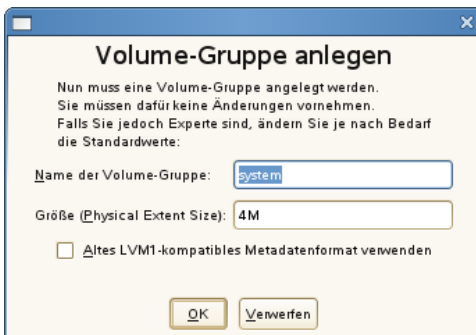 Volume-Gruppe anlegen
Nun muss eine Volume-Gruppe angelegt werden.
Sie müssen dafür keine Änderungen vornehmen.
Falls Sie jedoch Experte sind, ändern Sie je nach Bedarf
die Standardwerte:
Name der Volume-Gruppe: system
Größe (Physical Extent Size): 4M
Altes LVM1-kompatibles Metadatenformat verwenden
OK Verwerfen